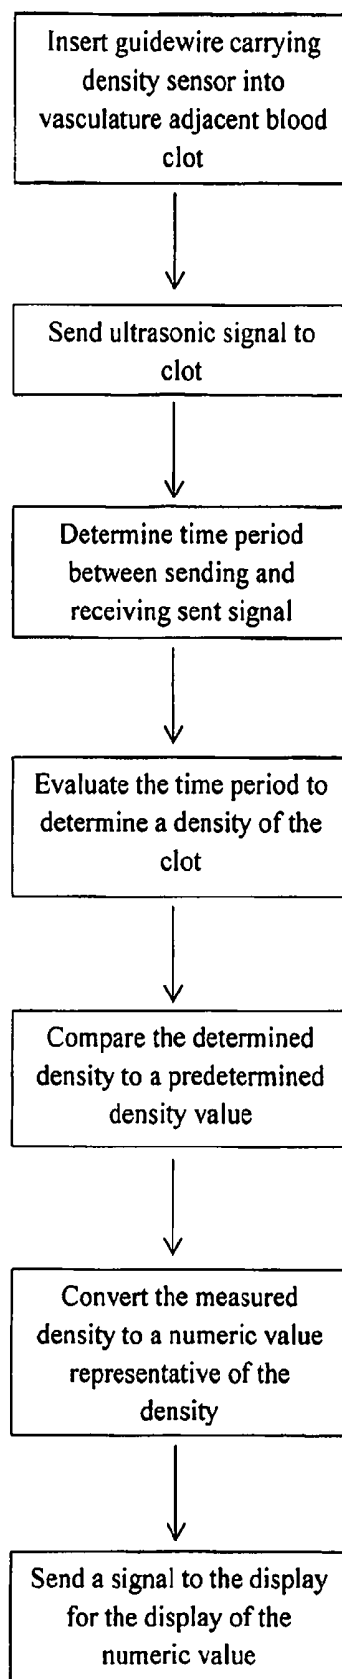 Insert guidewire carrying
density sensor into
vasculature adjacent blood
clot
Send ultrasonic signal to
clot
Determine time period
between sending and
receiving sent signal
Evaluate the time period to
determine a density of the
clot
Compare the determined
density to a predetermined
density value
Convert the measured
density to a numeric value
representative of the
density
Send a signal to the display
for the display of the
numeric value